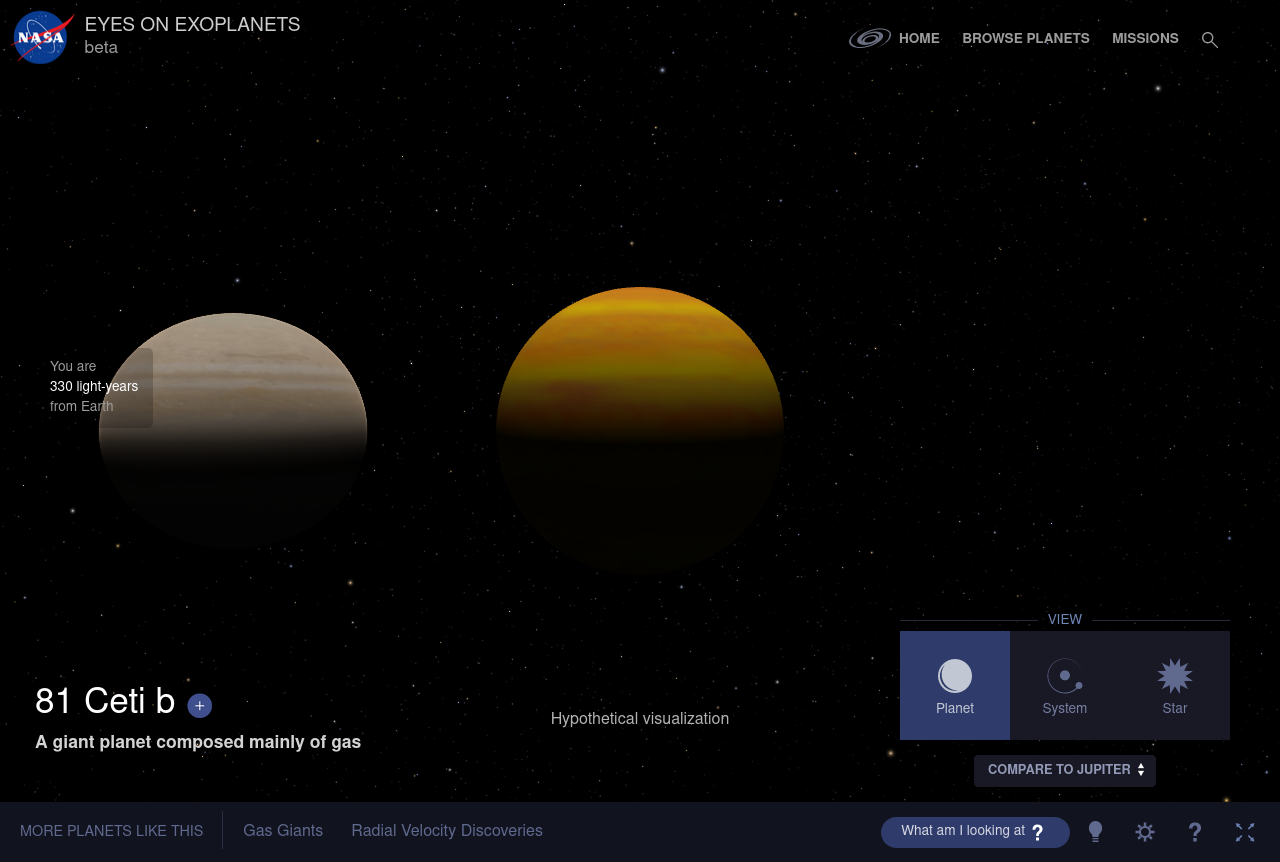 NASA
EYES ON EXOPLANETS
beta
HOME
BROWSE PLANETS
MISSIONS
You are
330 light-years
from Earth
VIEW
Planet
System
Star
81 Ceti b +
A giant planet composed mainly of gas
Hypothetical visualization
COMPARE TO JUPITER
MORE PLANETS LIKE THIS
Gas Giants
Radial Velocity Discoveries
What am I looking at ?
?